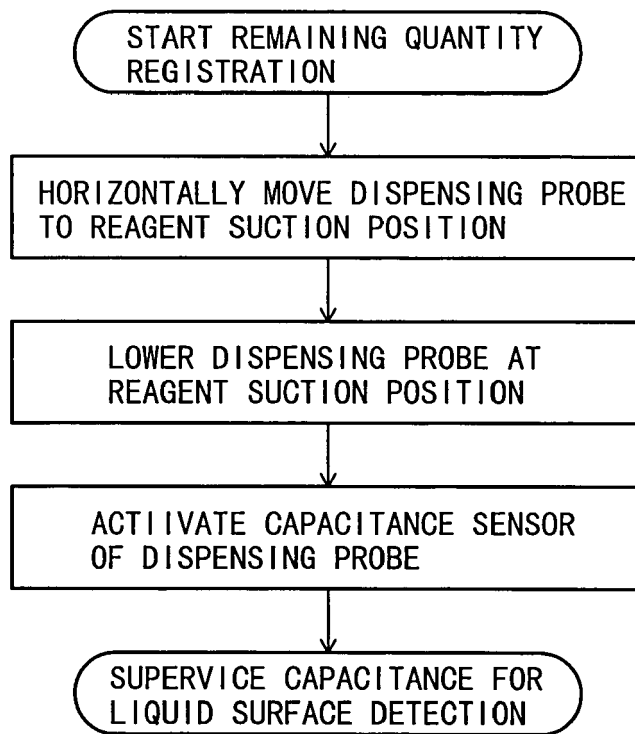 START REMAINING QUANTITY
REGISTRATION
HORIZONTALLY MOVE DISPENSING PROBE
TO REAGENT SUCTION POSITION
LOWER DISPENSING PROBE AT
REAGENT SUCTION POSITION
ACTIIVATE CAPACITANCE SENSOR
OF DISPENSING PROBE
SUPERVICE CAPACITANCE FOR
LIQUID SURFACE DETECTION